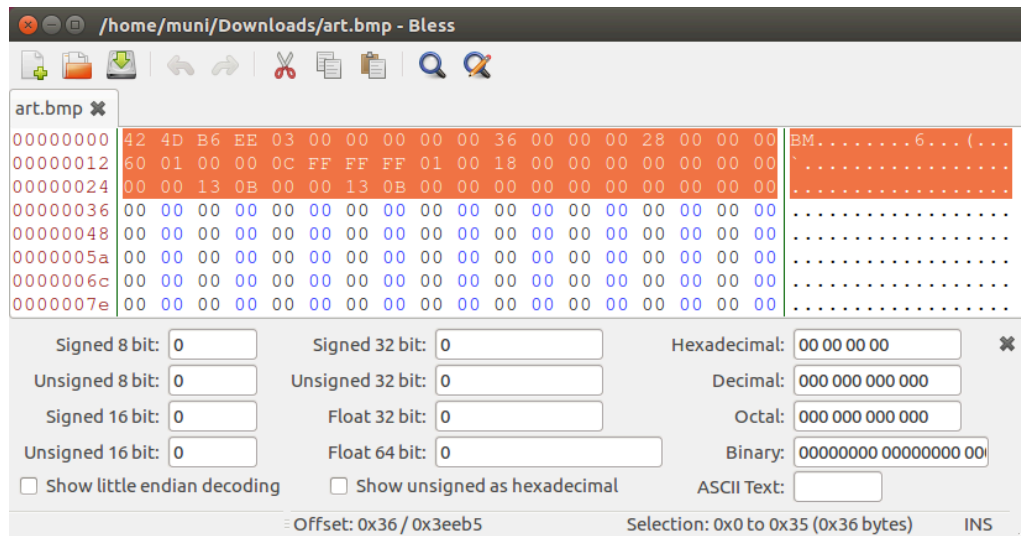 /home/muni/Downloads/art.bmp - Bless
art.bmp
00000000 42 4D B6 EE 03 00 00 00 00 00 36 00 00 00 28 00 00 00 BM........6...(...
00000012 60 01 00 00 0C FF FF FF 01 00 18 00 00 00 00 00 00 00 `.................
00000024 00 00 13 0B 00 00 13 0B 00 00 00 00 00 00 00 00 00 00 ..................
00000036 00 00 00 00 00 00 00 00 00 00 00 00 00 00 00 00 00 00 ..................
00000048 00 00 00 00 00 00 00 00 00 00 00 00 00 00 00 00 00 00 ..................
0000005a 00 00 00 00 00 00 00 00 00 00 00 00 00 00 00 00 00 00 ..................
0000006c 00 00 00 00 00 00 00 00 00 00 00 00 00 00 00 00 00 00 ..................
0000007e 00 00 00 00 00 00 00 00 00 00 00 00 00 00 00 00 00 00 ..................
Signed 8 bit: 0 Signed 32 bit: 0 Hexadecimal: 00 00 00 00
Unsigned 8 bit: 0 Unsigned 32 bit: 0 Decimal: 000 000 000 000
Signed 16 bit: 0 Float 32 bit: 0 Octal: 000 000 000 000
Unsigned 16 bit: 0 Float 64 bit: 0 Binary: 00000000 00000000 00
Show little endian decoding Show unsigned as hexadecimal ASCII Text:
Offset: 0x36 / 0x3eeb5 Selection: 0x0 to 0x35 (0x36 bytes) INS